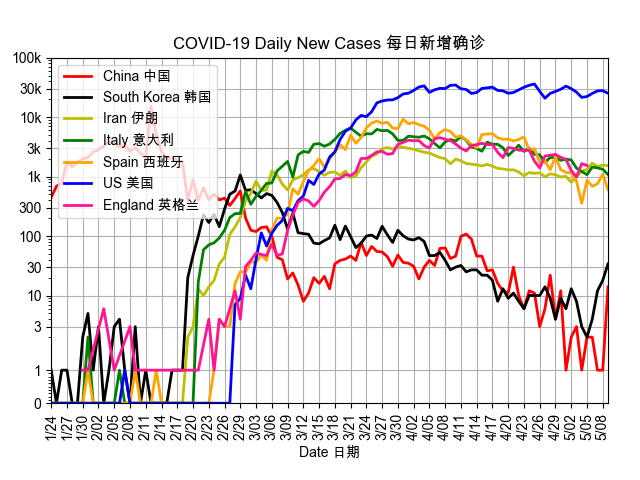 COVID-19 Daily New Cases 每日新增确诊
100k
30k
10k
3k
1k
300
100
30
10
3
1
0
China 中国
South Korea 韩国
Iran 伊朗
Italy 意大利
Spain 西班牙
US 美国
England 英格兰
1/24 1/27 1/30 2/02 2/05 2/08 2/11 2/14 2/17 2/20 2/23 2/26 2/29 3/03 3/06 3/09 3/12 3/15 3/18 3/21 3/24 3/27 3/30 4/02 4/05 4/08 4/11 4/14 4/17 4/20 4/23 4/26 4/29 5/02 5/05 5/08
Date 日期